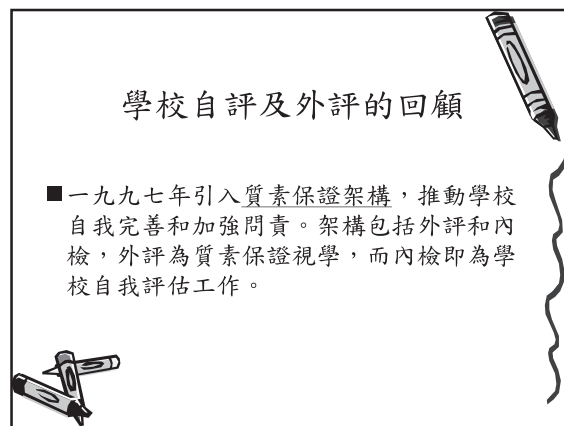 學校自評及外評的回顧
■一九九七年引入質素保證架構，推動學校
自我完善和加強問責。架構包括外評和內
檢，外評為質素保證視學，而內檢即為學
校自我評估工作。